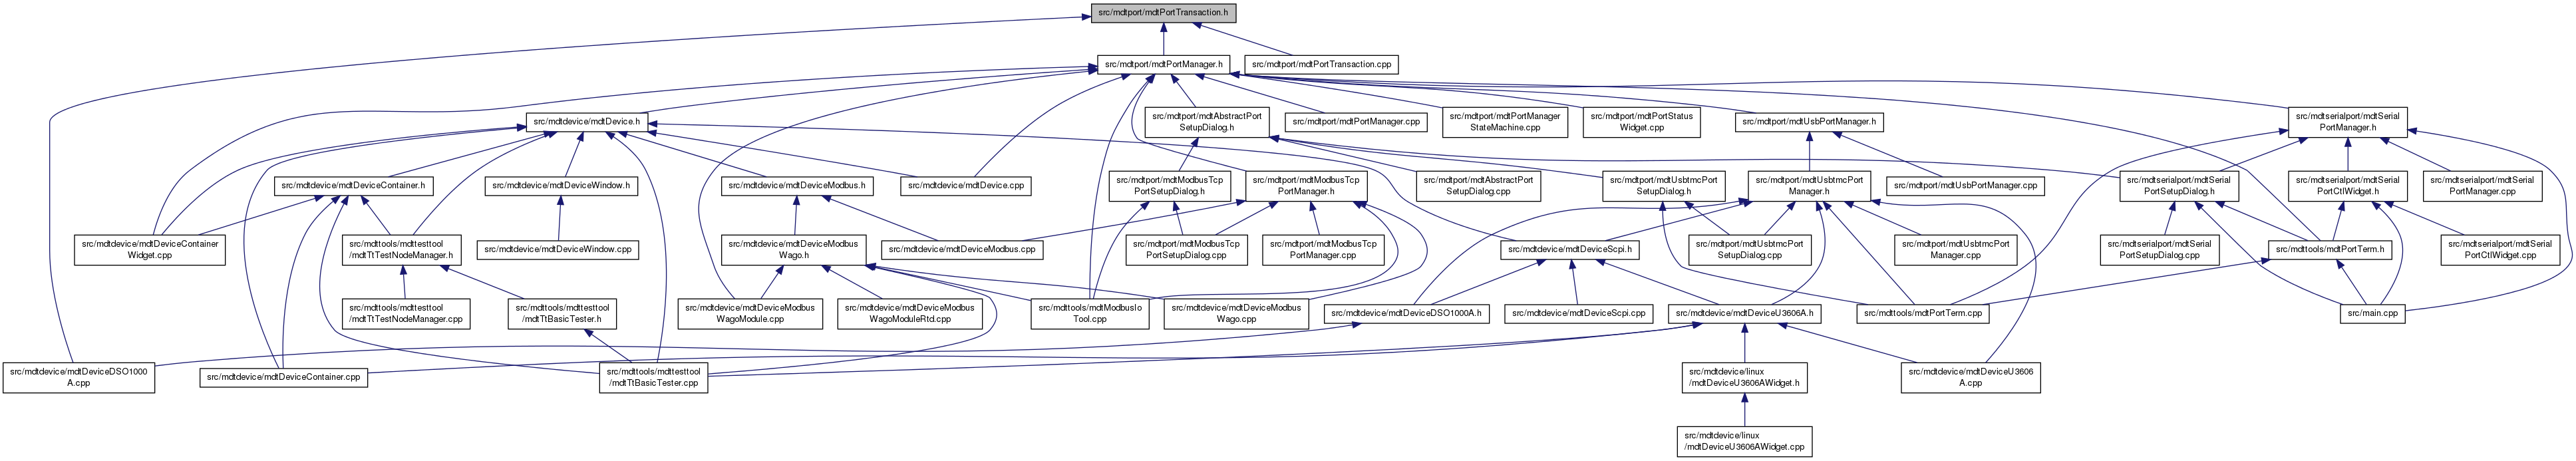 src/mdtport/mdtPortTransaction.h
src/mdtport/mdtPortManager.h
src/mdtport/mdtPortTransaction.cpp
src/mdtdevice/mdtDevice.h
src/mdtport/mdtAbstractPort
SetupDialog.h
src/mdtport/mdtPortManager.cpp
src/mdtport/mdtPortManager
StateMachine.cpp
src/mdtport/mdtPortStatus
Widget.cpp
src/mdtport/mdtUsbPortManager.h
src/mdtserialport/mdtSerial
PortManager.h
src/mdtdevice/mdtDeviceContainer.h
src/mdtdevice/mdtDeviceWindow.h
src/mdtdevice/mdtDeviceModbus.h
src/mdtdevice/mdtDevice.cpp
src/mdtport/mdtModbusTcp
PortSetupDialog.h
src/mdtport/mdtModbusTcp
PortManager.h
src/mdtport/mdtAbstractPort
SetupDialog.cpp
src/mdtport/mdtUsbtmcPort
SetupDialog.h
src/mdtport/mdtUsbtmcPort
Manager.h
src/mdtport/mdtUsbPortManager.cpp
src/mdtserialport/mdtSerial
PortSetupDialog.h
src/mdtserialport/mdtSerial
PortCtlWidget.h
src/mdtserialport/mdtSerial
PortManager.cpp
src/mdtdevice/mdtDeviceContainer
Widget.cpp
src/mdttools/mdttesttool
/mdtTtTestNodeManager.h
src/mdtdevice/mdtDeviceWindow.cpp
src/mdtdevice/mdtDeviceModbus
Wago.h
src/mdtdevice/mdtDeviceModbus.cpp
src/mdtport/mdtModbusTcp
PortSetupDialog.cpp
src/mdtport/mdtModbusTcp
PortManager.cpp
src/mdtdevice/mdtDeviceScpi.h
src/mdtport/mdtUsbtmcPort
SetupDialog.cpp
src/mdtport/mdtUsbtmcPort
Manager.cpp
src/mdtserialport/mdtSerial
PortSetupDialog.cpp
src/mdttools/mdtPortTerm.h
src/mdtserialport/mdtSerial
PortCtlWidget.cpp
src/mdttools/mdttesttool
/mdtTtTestNodeManager.cpp
src/mdttools/mdttesttool
/mdtTtBasicTester.h
src/mdtdevice/mdtDeviceModbus
WagoModule.cpp
src/mdtdevice/mdtDeviceModbus
WagoModuleRtd.cpp
src/mdttools/mdtModbusIo
Tool.cpp
src/mdtdevice/mdtDeviceModbus
Wago.cpp
src/mdtdevice/mdtDeviceDSO1000A.h
src/mdtdevice/mdtDeviceScpi.cpp
src/mdtdevice/mdtDeviceU3606A.h
src/mdttools/mdtPortTerm.cpp
src/main.cpp
src/mdtdevice/mdtDeviceDSO1000
A.cpp
src/mdtdevice/mdtDeviceContainer.cpp
src/mdttools/mdttesttool
/mdtTtBasicTester.cpp
src/mdtdevice/linux
/mdtDeviceU3606AWidget.h
src/mdtdevice/mdtDeviceU3606
A.cpp
src/mdtdevice/linux
/mdtDeviceU3606AWidget.cpp